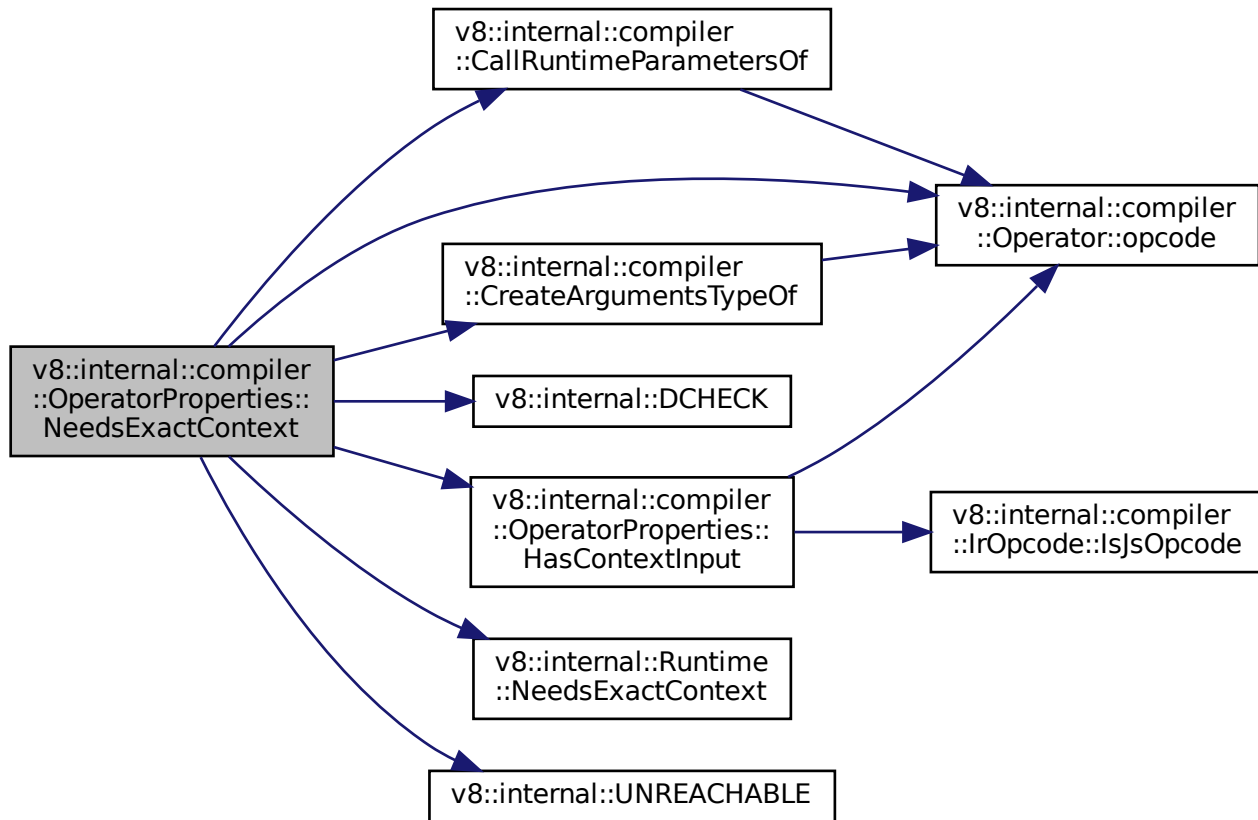 v8::internal::compiler
::CallRuntimeParametersOf
v8::internal::compiler
::Operator::opcode
v8::internal::compiler
::CreateArgumentsTypeOf
v8::internal::compiler
::OperatorProperties::
NeedsExactContext
v8::internal::DCHECK
v8::internal::compiler
::OperatorProperties::
HasContextInput
v8::internal::compiler
::IrOpcode::IsJsOpcode
v8::internal::Runtime
::NeedsExactContext
v8::internal::UNREACHABLE